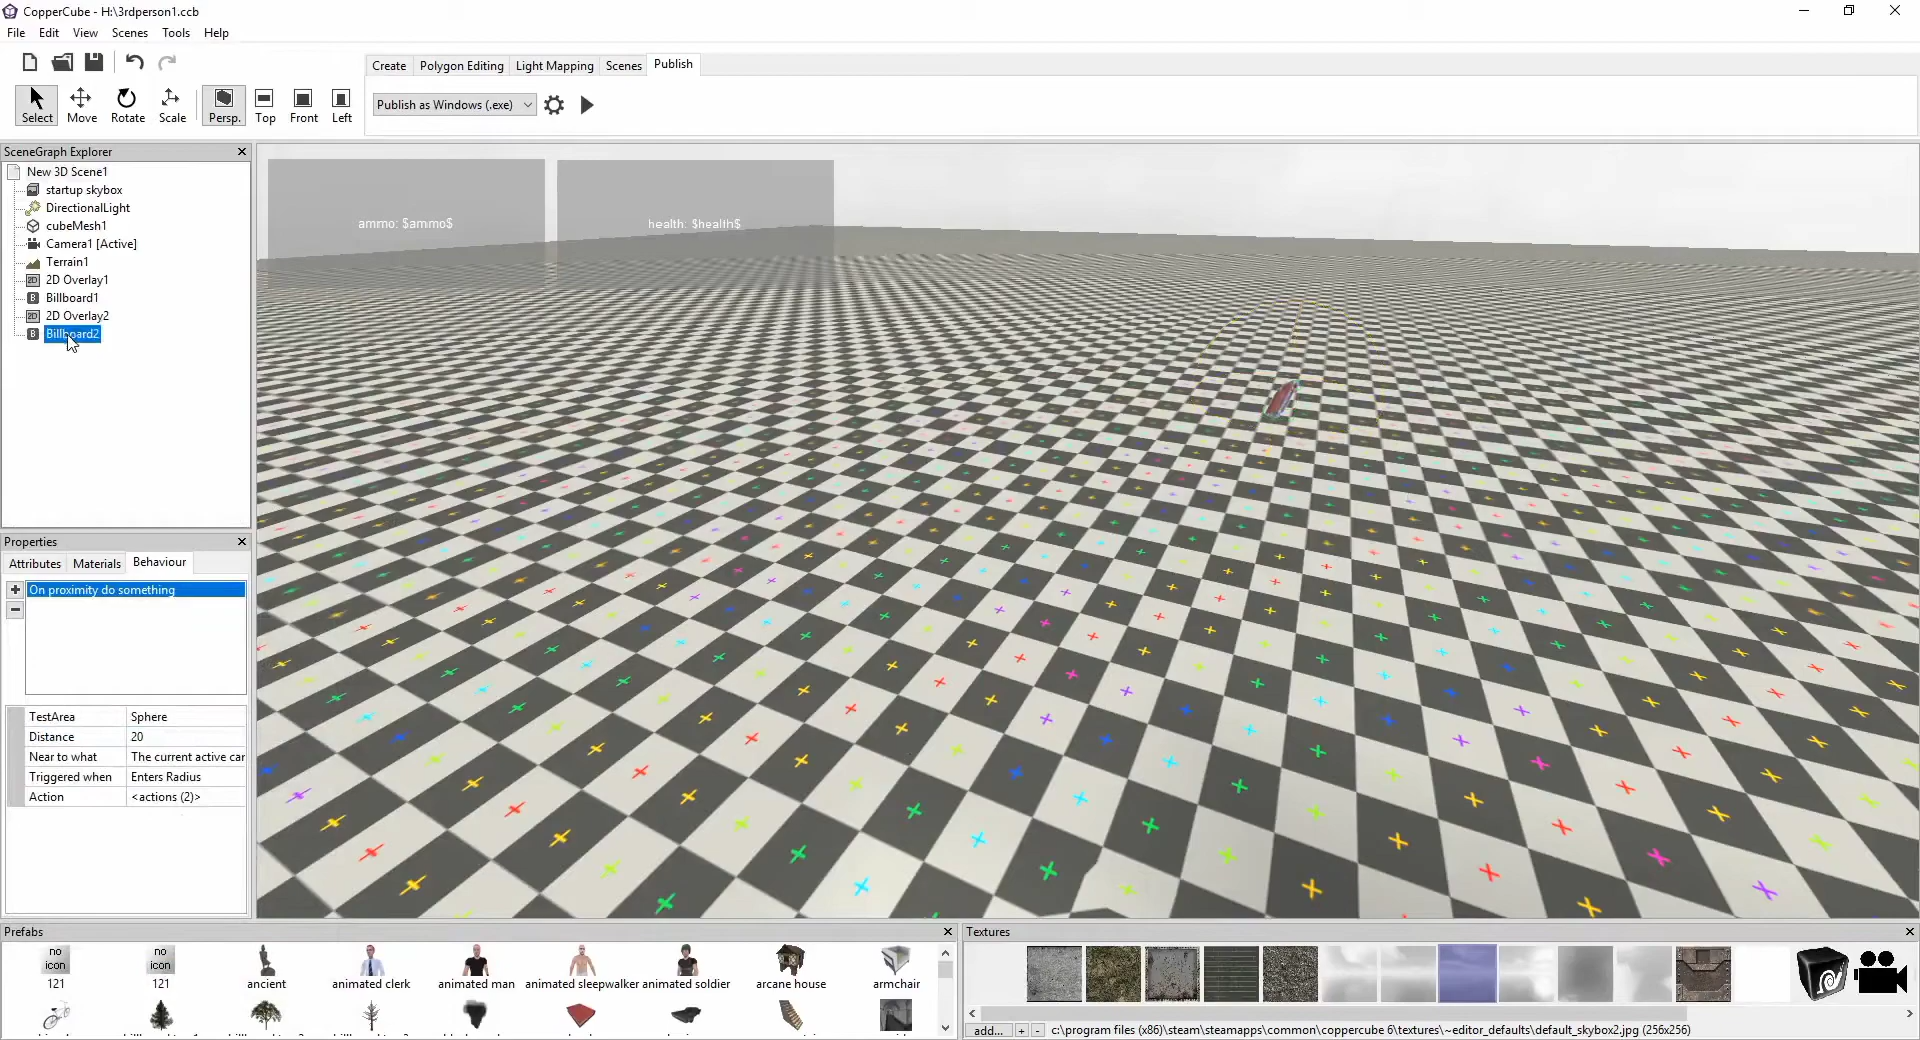 CopperCube - H:\3rdperson1.ccb
File Edit View Scenes Tools Help
Create Polygon Editing Light Mapping Scenes Publish
Select Move Rotate Scale Persp. Top Front Left
Publish as Windows (.exe)
SceneGraph Explorer
New 3D Scene1
startup skybox
DirectionalLight
cubeMesh1
Camera1 [Active]
Terrain1
2D Overlay1
Billboard1
2D Overlay2
Billboard2
ammo: $ammo$
health: $health$
Properties
Attributes Materials Behaviour
On proximity do something
TestArea Sphere
Distance 20
Near to what The current active car
Triggered when Enters Radius
Action <actions (2)>
Prefabs
no icon
no icon
121 121 ancient animated clerk animated man animated sleepwalker animated soldier arcane house armchair
Textures
add... + - c:\program files (x86)\steam\steamapps\common\coppercube 6\textures\~editor_defaults\default_skybox2.jpg (256x256)